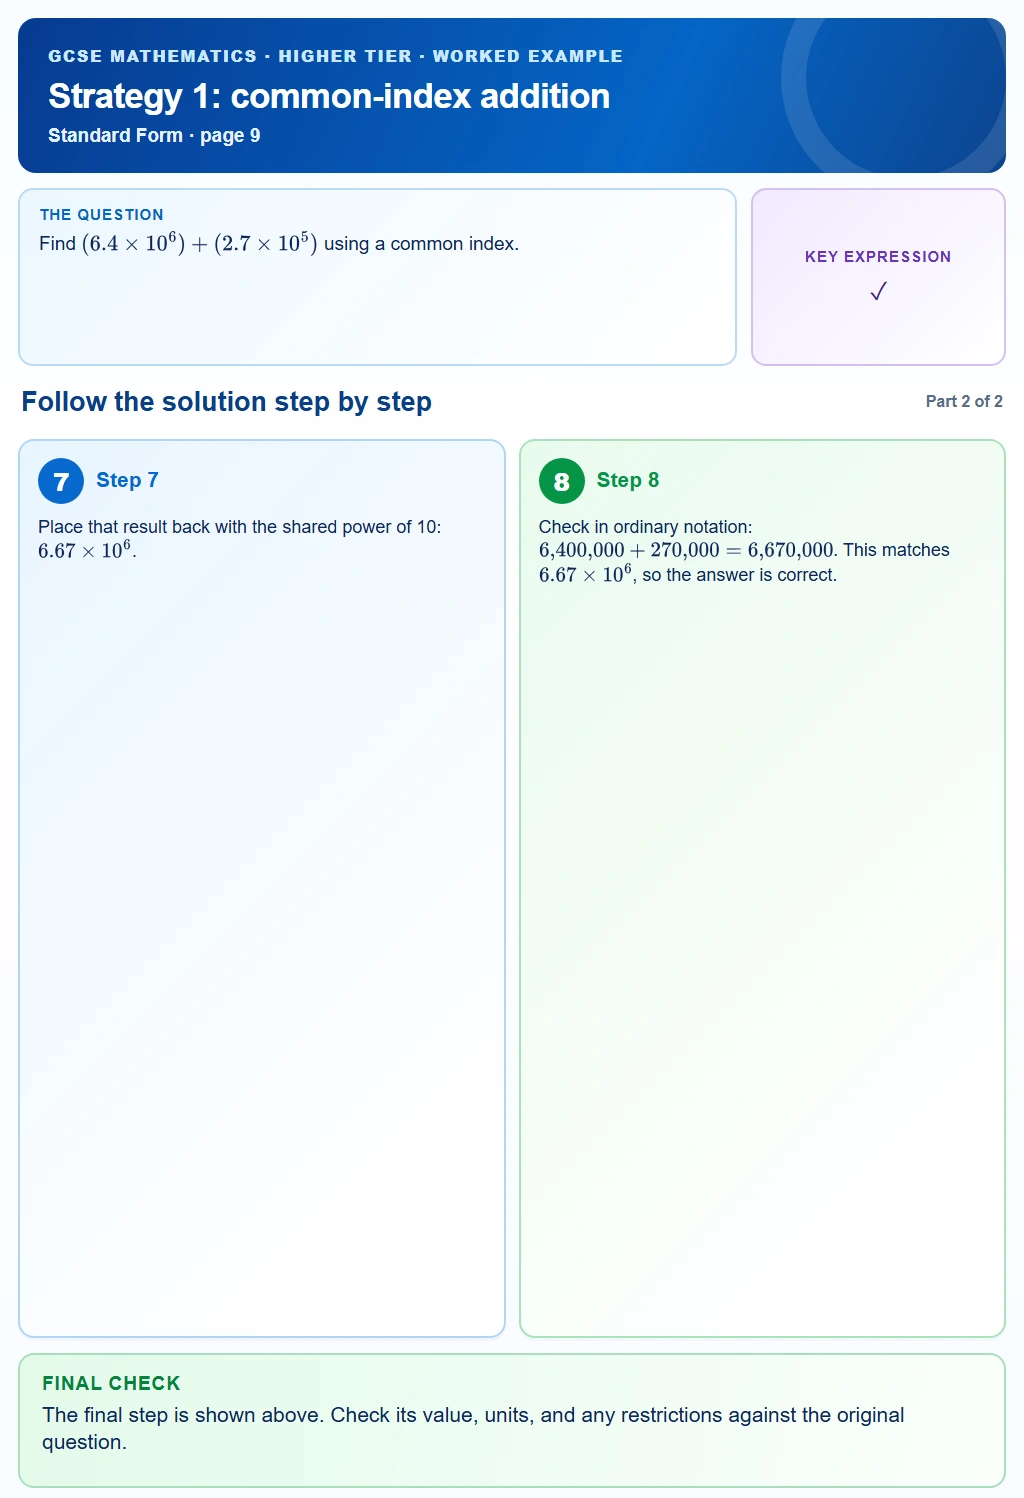 GCSE MATHEMATICS · HIGHER TIER · WORKED EXAMPLE
Strategy 1: common-index addition
Standard Form · page 9
THE QUESTION
Find (6.4 × 10⁶) + (2.7 × 10⁵) using a common index.
KEY EXPRESSION
✓
Follow the solution step by step
Part 2 of 2
7 Step 7
Place that result back with the shared power of 10:
6.67 × 10⁶.
8 Step 8
Check in ordinary notation:
6,400,000 + 270,000 = 6,670,000. This matches
6.67 × 10⁶, so the answer is correct.
FINAL CHECK
The final step is shown above. Check its value, units, and any restrictions against the original
question.